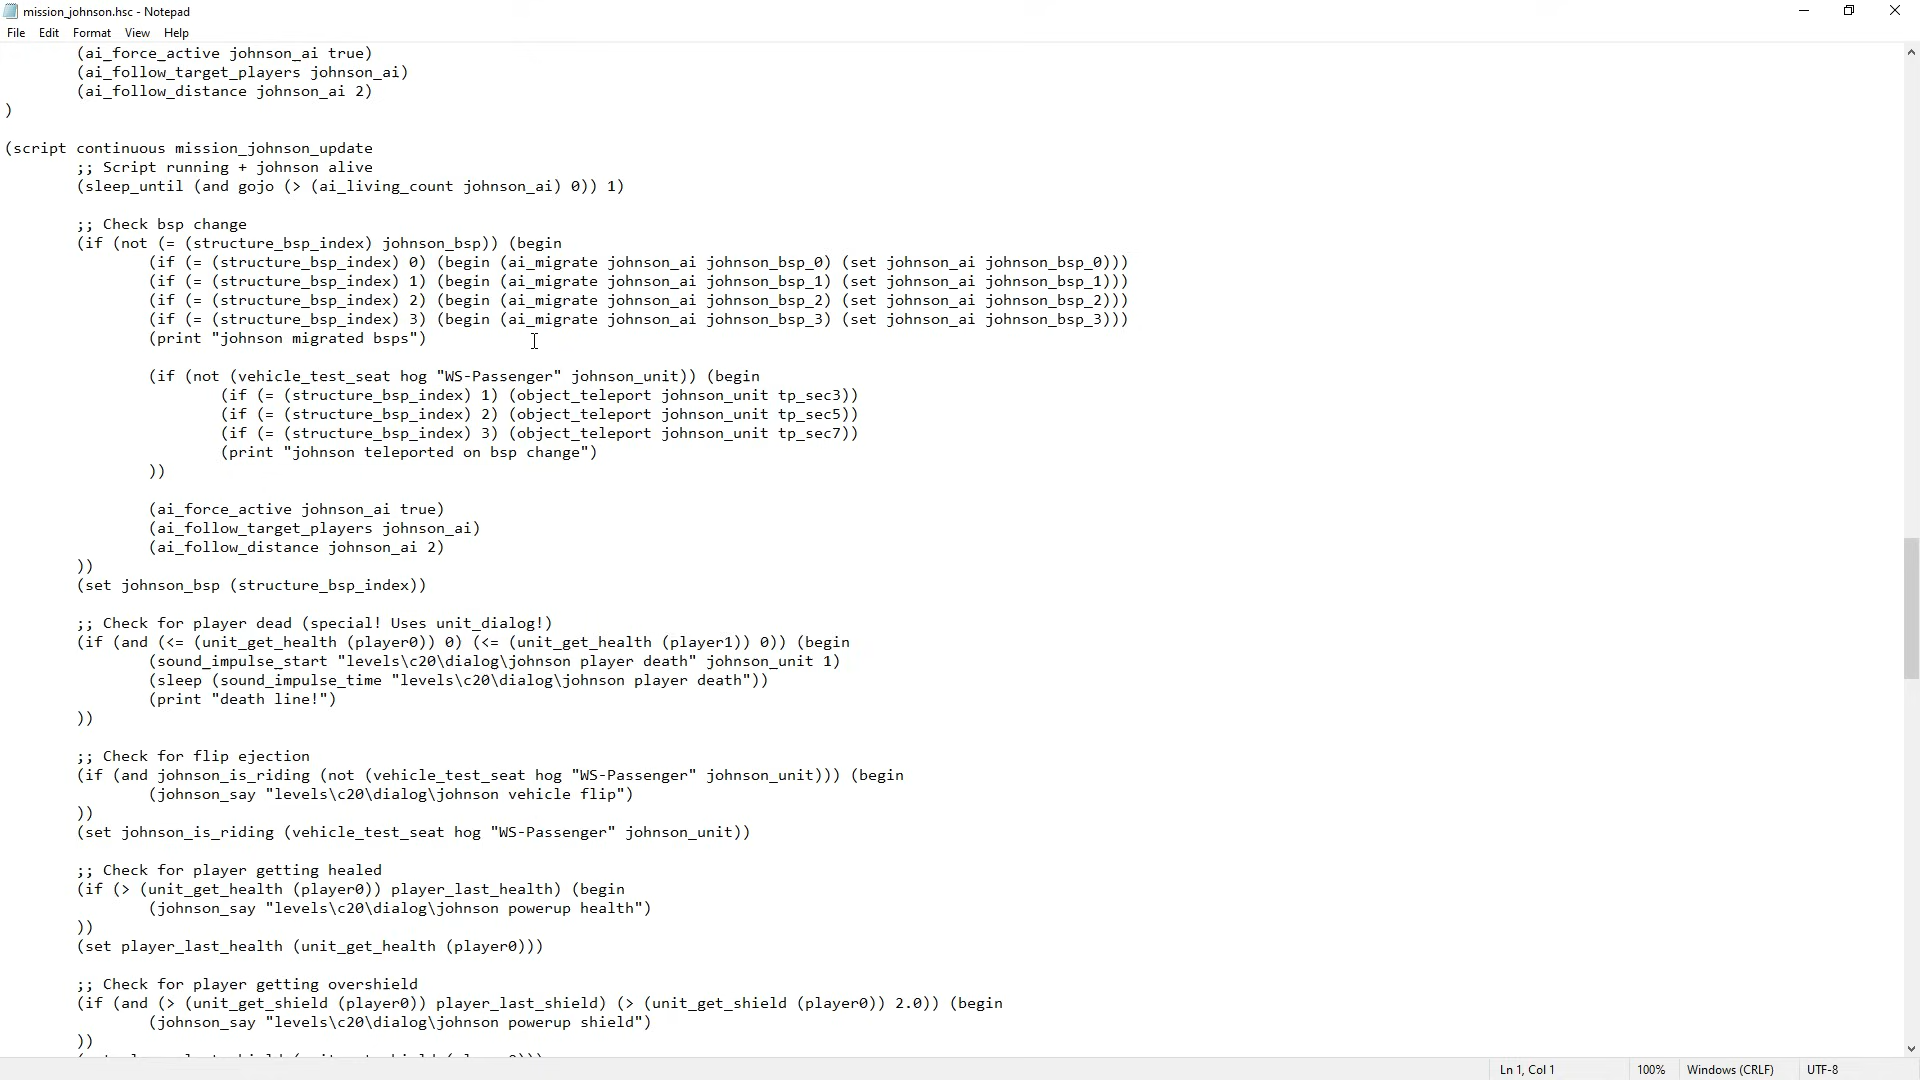 mission_johnson.hsc - Notepad
File Edit Format View Help
(ai_force_active johnson_ai true)
(ai_follow_target_players johnson_ai)
(ai_follow_distance johnson_ai 2)
)
(script continuous mission_johnson_update
;; Script running + johnson alive
(sleep_until (and gojo (> (ai_living_count johnson_ai) 0)) 1)
;; Check bsp change
(if (not (= (structure_bsp_index) johnson_bsp)) (begin
(if (= (structure_bsp_index) 0) (begin (ai_migrate johnson_ai johnson_bsp_0) (set johnson_ai johnson_bsp_0)))
(if (= (structure_bsp_index) 1) (begin (ai_migrate johnson_ai johnson_bsp_1) (set johnson_ai johnson_bsp_1)))
(if (= (structure_bsp_index) 2) (begin (ai_migrate johnson_ai johnson_bsp_2) (set johnson_ai johnson_bsp_2)))
(if (= (structure_bsp_index) 3) (begin (ai_migrate johnson_ai johnson_bsp_3) (set johnson_ai johnson_bsp_3)))
(print "johnson migrated bsps")
(if (not (vehicle_test_seat hog "WS-Passenger" johnson_unit)) (begin
(if (= (structure_bsp_index) 1) (object_teleport johnson_unit tp_sec3))
(if (= (structure_bsp_index) 2) (object_teleport johnson_unit tp_sec5))
(if (= (structure_bsp_index) 3) (object_teleport johnson_unit tp_sec7))
(print "johnson teleported on bsp change")
))
(ai_force_active johnson_ai true)
(ai_follow_target_players johnson_ai)
(ai_follow_distance johnson_ai 2)
))
(set johnson_bsp (structure_bsp_index))
;; Check for player dead (special! Uses unit_dialog!)
(if (and (<= (unit_get_health (player0)) 0) (<= (unit_get_health (player1)) 0)) (begin
(sound_impulse_start "levels\c20\dialog\johnson player death" johnson_unit 1)
(sleep (sound_impulse_time "levels\c20\dialog\johnson player death"))
(print "death line!")
))
;; Check for flip ejection
(if (and johnson_is_riding (not (vehicle_test_seat hog "WS-Passenger" johnson_unit))) (begin
(johnson_say "levels\c20\dialog\johnson vehicle flip")
))
(set johnson_is_riding (vehicle_test_seat hog "WS-Passenger" johnson_unit))
;; Check for player getting healed
(if (> (unit_get_health (player0)) player_last_health) (begin
(johnson_say "levels\c20\dialog\johnson powerup health")
))
(set player_last_health (unit_get_health (player0)))
;; Check for player getting overshield
(if (and (> (unit_get_shield (player0)) player_last_shield) (> (unit_get_shield (player0)) 2.0)) (begin
(johnson_say "levels\c20\dialog\johnson powerup shield")
))
Ln 1, Col 1 100% Windows (CRLF) UTF-8